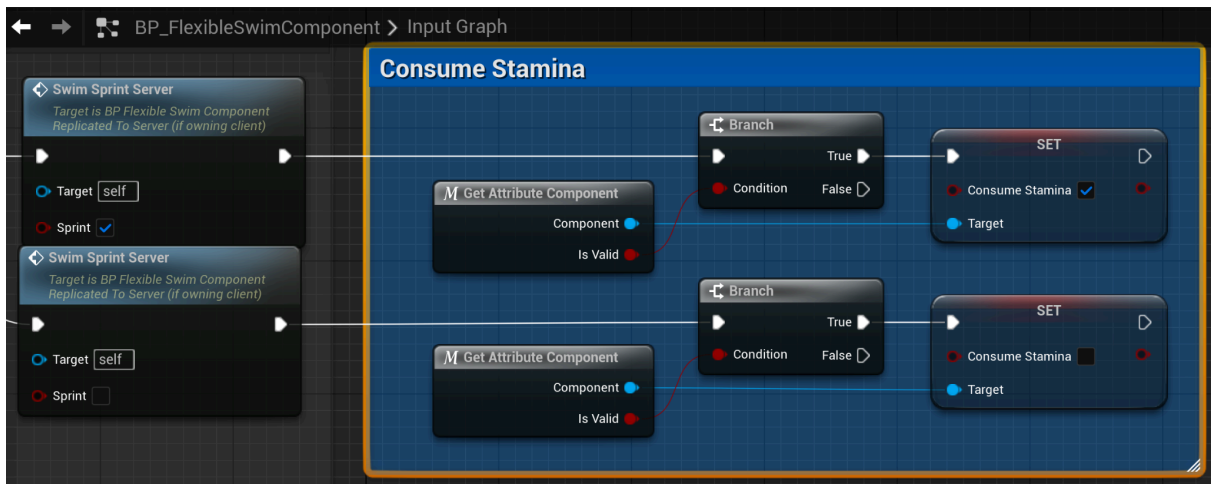 BP_FlexibleSwimComponent > Input Graph
Consume Stamina
Swim Sprint Server
Target is BP Flexible Swim Component
Replicated To Server (if owning client)
Target self
Sprint
Get Attribute Component
Component
Is Valid
Branch
True
Condition
False
SET
Consume Stamina
Target
Swim Sprint Server
Target is BP Flexible Swim Component
Replicated To Server (if owning client)
Target self
Sprint
Get Attribute Component
Component
Is Valid
Branch
True
Condition
False
SET
Consume Stamina
Target